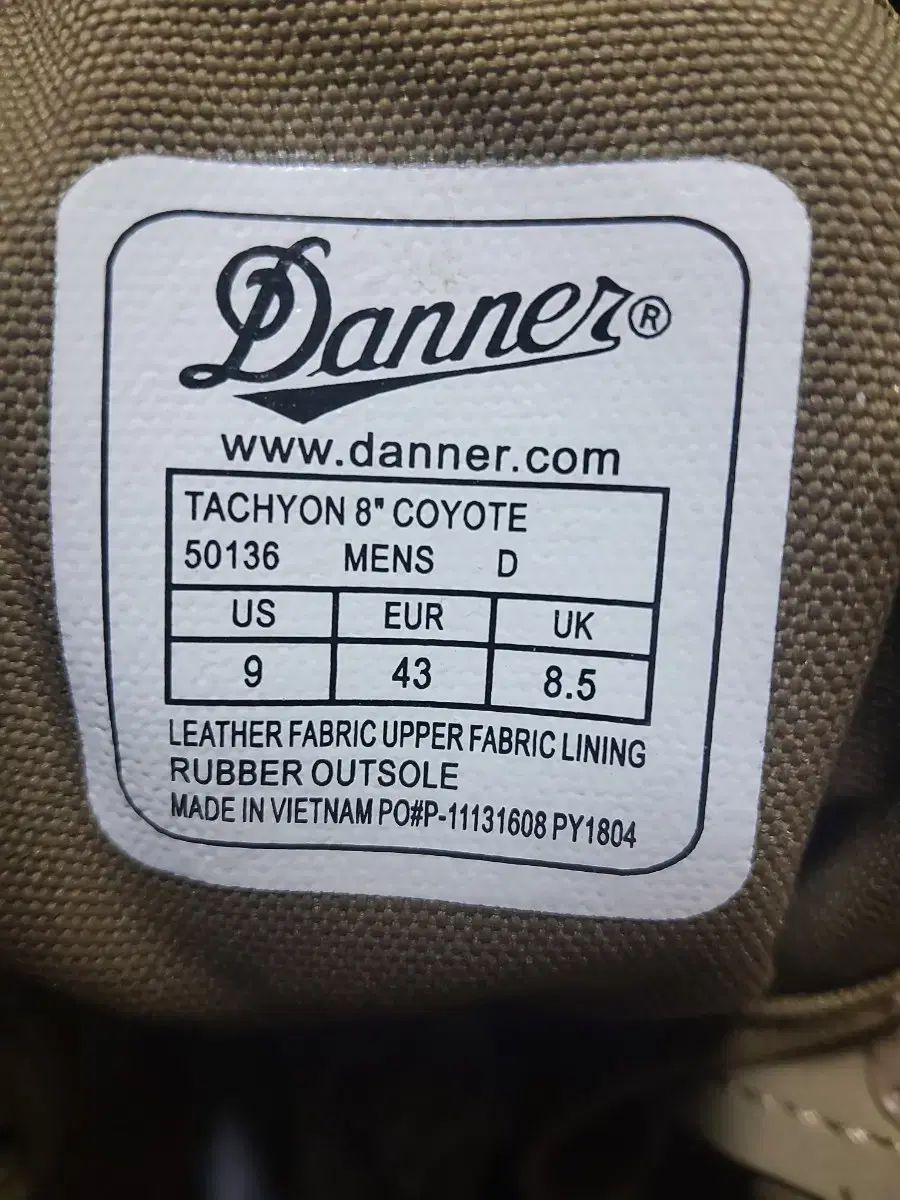 Danner®
www.danner.com
TACHYON 8" COYOTE
50136 MENS D
US EUR UK
9 43 8.5
LEATHER FABRIC UPPER FABRIC LINING
RUBBER OUTSOLE
MADE IN VIETNAM PO#P-11131608 PY1804